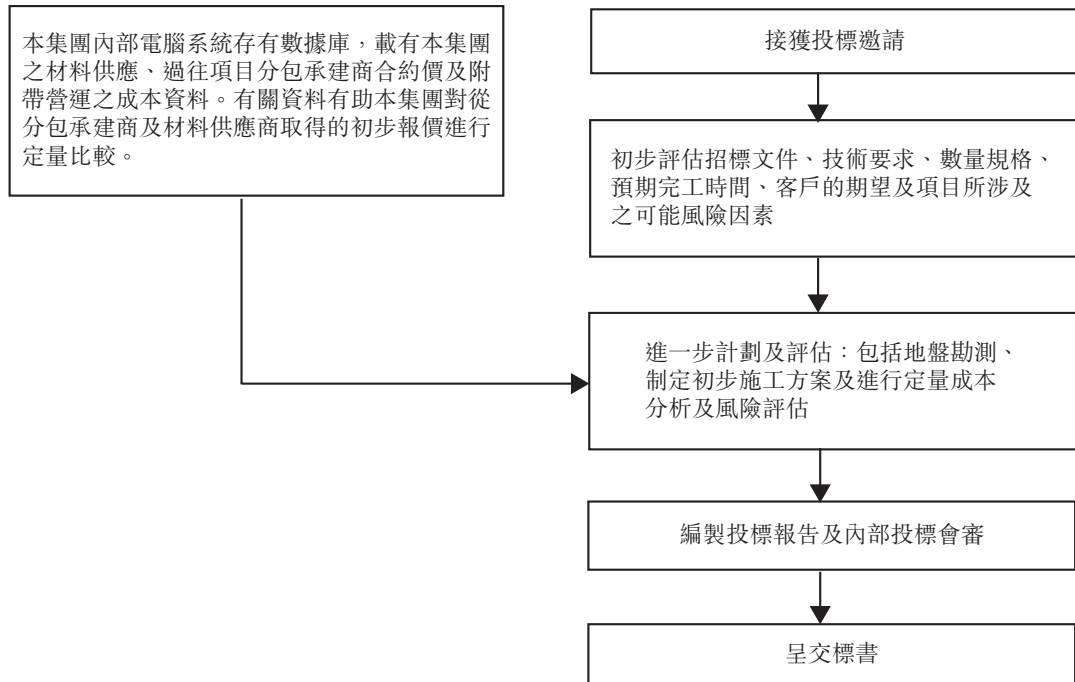 本集團內部電腦系統存有數據庫，載有本集團
之材料供應、過往項目分包承建商合約價及附
帶營運之成本資料。有關資料有助本集團對從
分包承建商及材料供應商取得的初步報價進行
定量比較。
接獲投標邀請
初步評估招標文件、技術要求、數量規格、
預期完工時間、客戶的期望及項目所涉及
之可能風險因素
進一步計劃及評估：包括地盤勘測、
制定初步施工方案及進行定量成本
分析及風險評估
編製投標報告及內部投標會審
呈交標書